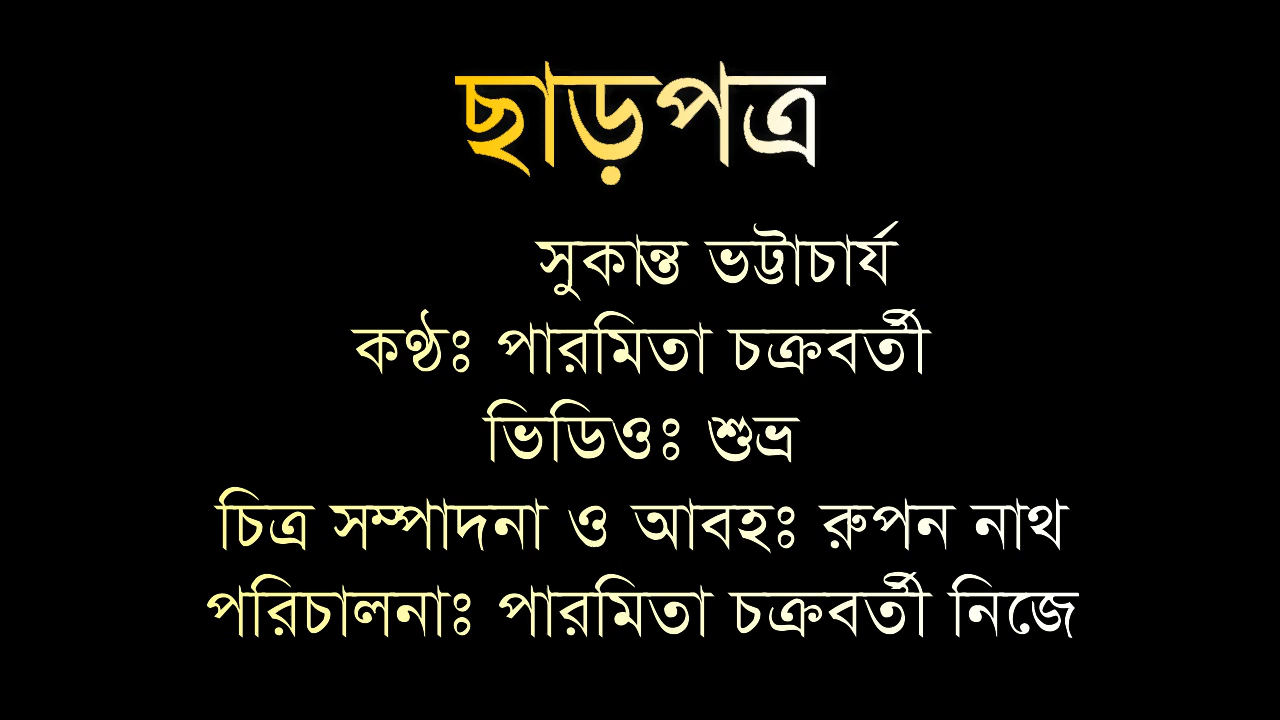 ছাড়পত্র
সুকান্ত ভট্টাচার্য
কণ্ঠঃ পারমিতা চক্রবর্তী
ভিডিওঃ শুভ্র
চিত্র সম্পাদনা ও আবহঃ রুপন নাথ
পরিচালনাঃ পারমিতা চক্রবর্তী নিজে